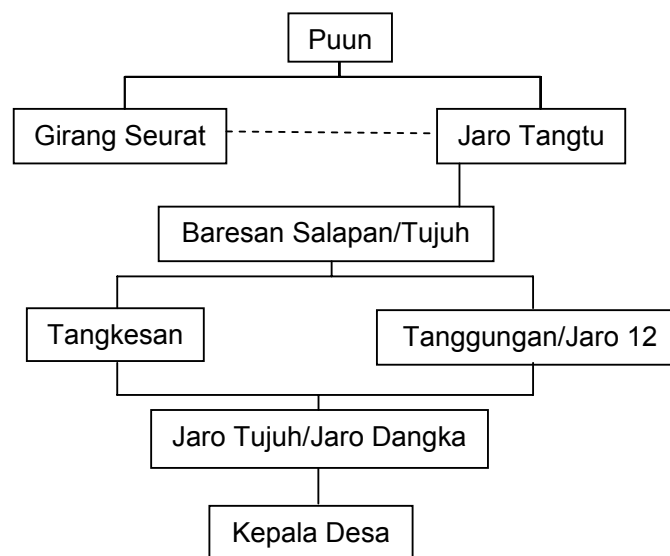 Puun
Girang Seurat
Jaro Tangtu
Baresan Salapan/Tujuh
Tangkesan
Tanggungan/Jaro 12
Jaro Tujuh/Jaro Dangka
Kepala Desa